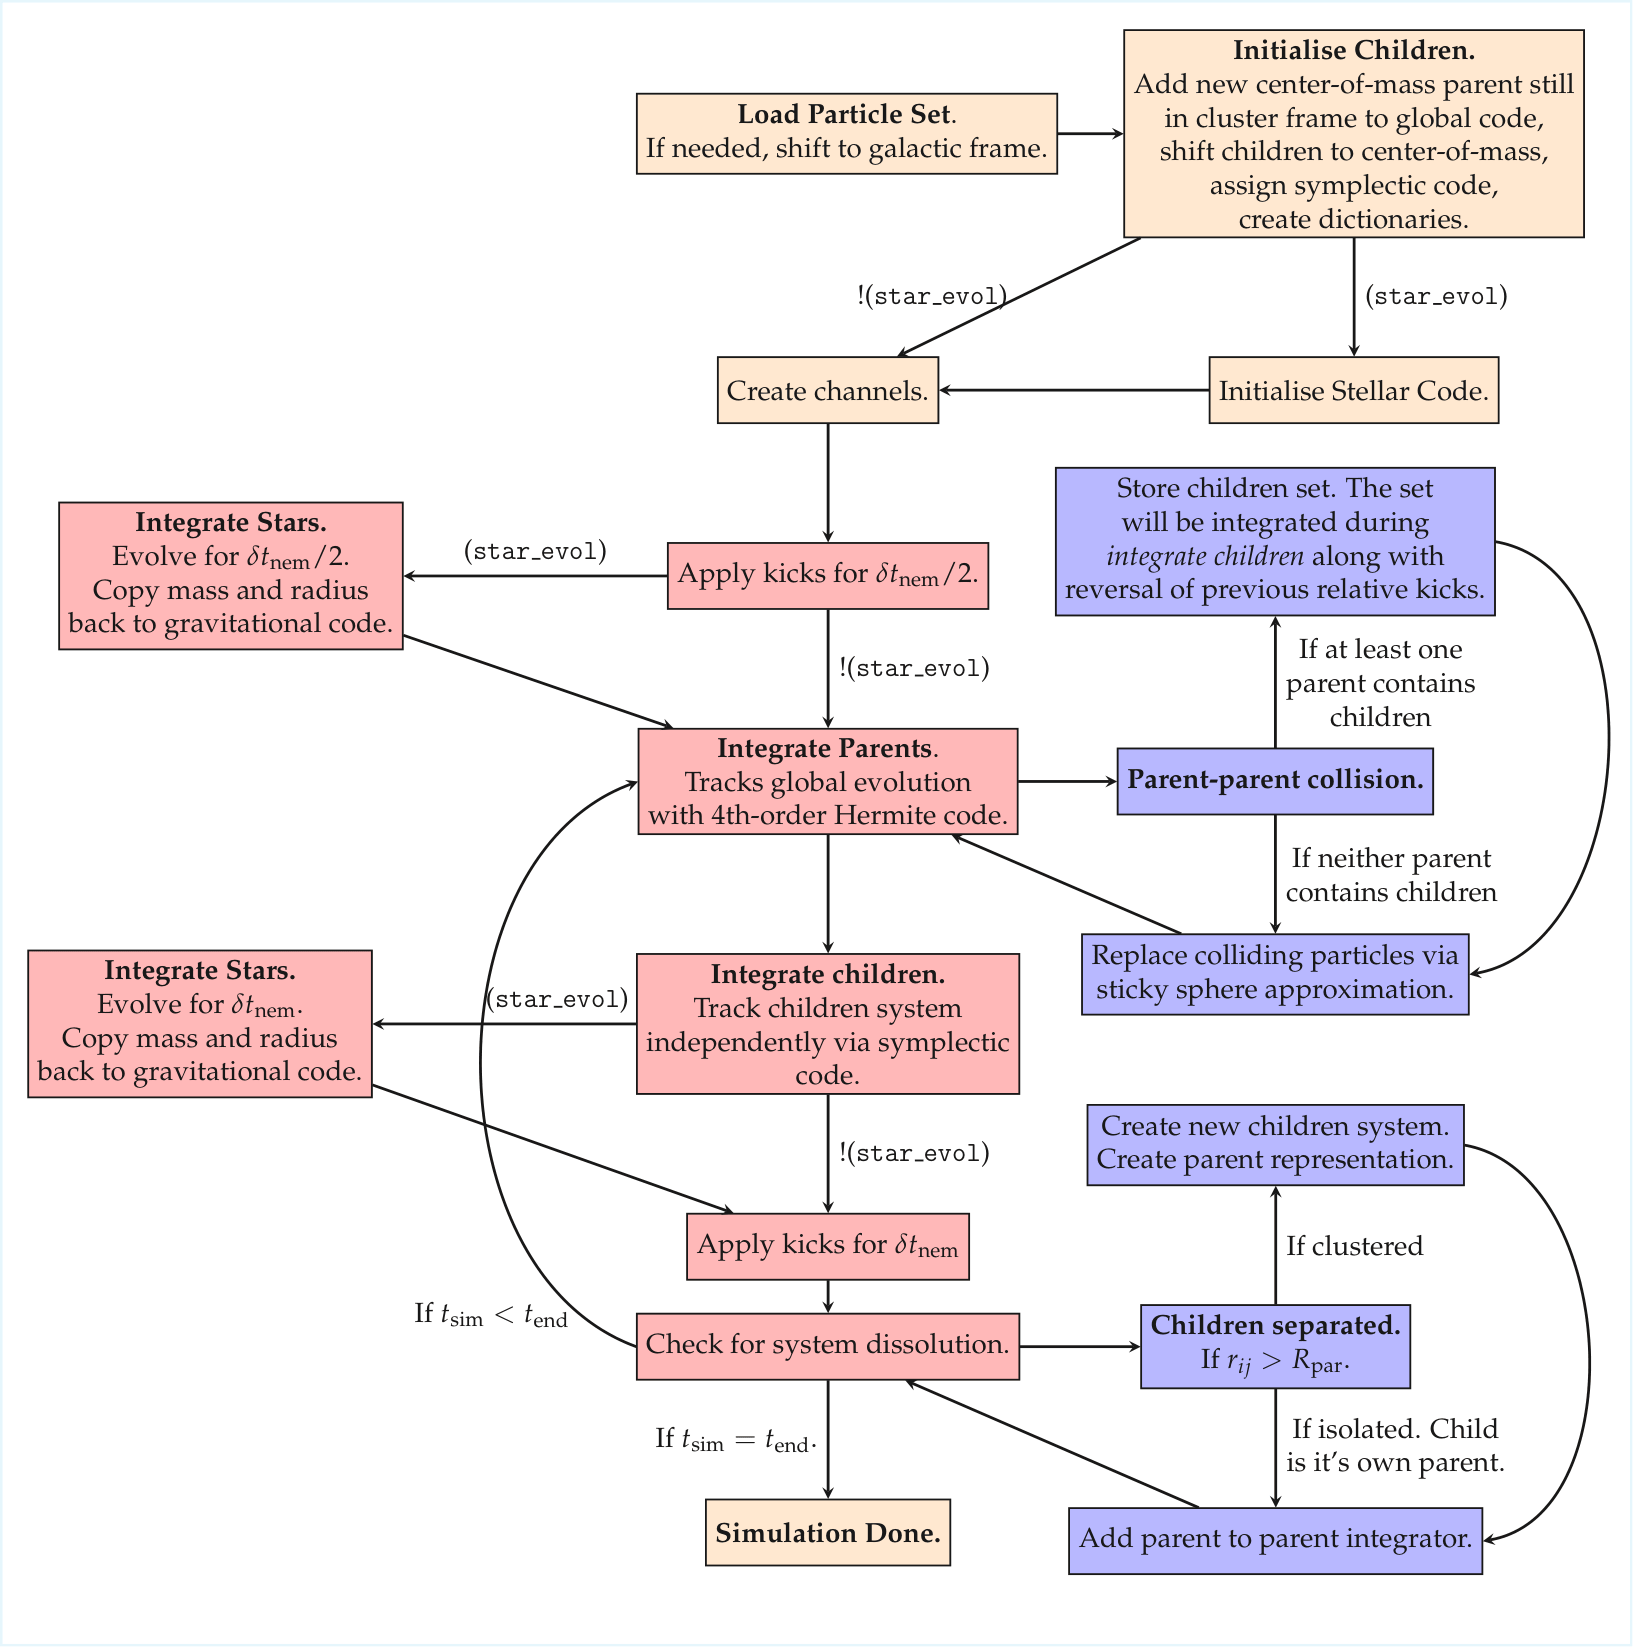 Initialise Children.
Add new center-of-mass parent still
in cluster frame to global code,
shift children to center-of-mass,
assign symplectic code,
create dictionaries.
Load Particle Set.
If needed, shift to galactic frame.
!(star_evol)
(star_evol)
Create channels.
Initialise Stellar Code.
Store children set. The set
will be integrated during
integrate children along with
reversal of previous relative kicks.
Integrate Stars.
Evolve for δt_nem/2.
Copy mass and radius
back to gravitational code.
(star_evol)
Apply kicks for δt_nem/2.
!(star_evol)
If at least one
parent contains
children
Integrate Parents.
Tracks global evolution
with 4th-order Hermite code.
Parent-parent collision.
If neither parent
contains children
Replace colliding particles via
sticky sphere approximation.
Integrate Stars.
Evolve for δt_nem.
Copy mass and radius
back to gravitational code.
(star_evol)
Integrate children.
Track children system
independently via symplectic
code.
!(star_evol)
Create new children system.
Create parent representation.
Apply kicks for δt_nem
If clustered
If t_sim < t_end
Check for system dissolution.
Children separated.
If r_ij > R_par.
If t_sim = t_end.
If isolated. Child
is it's own parent.
Simulation Done.
Add parent to parent integrator.